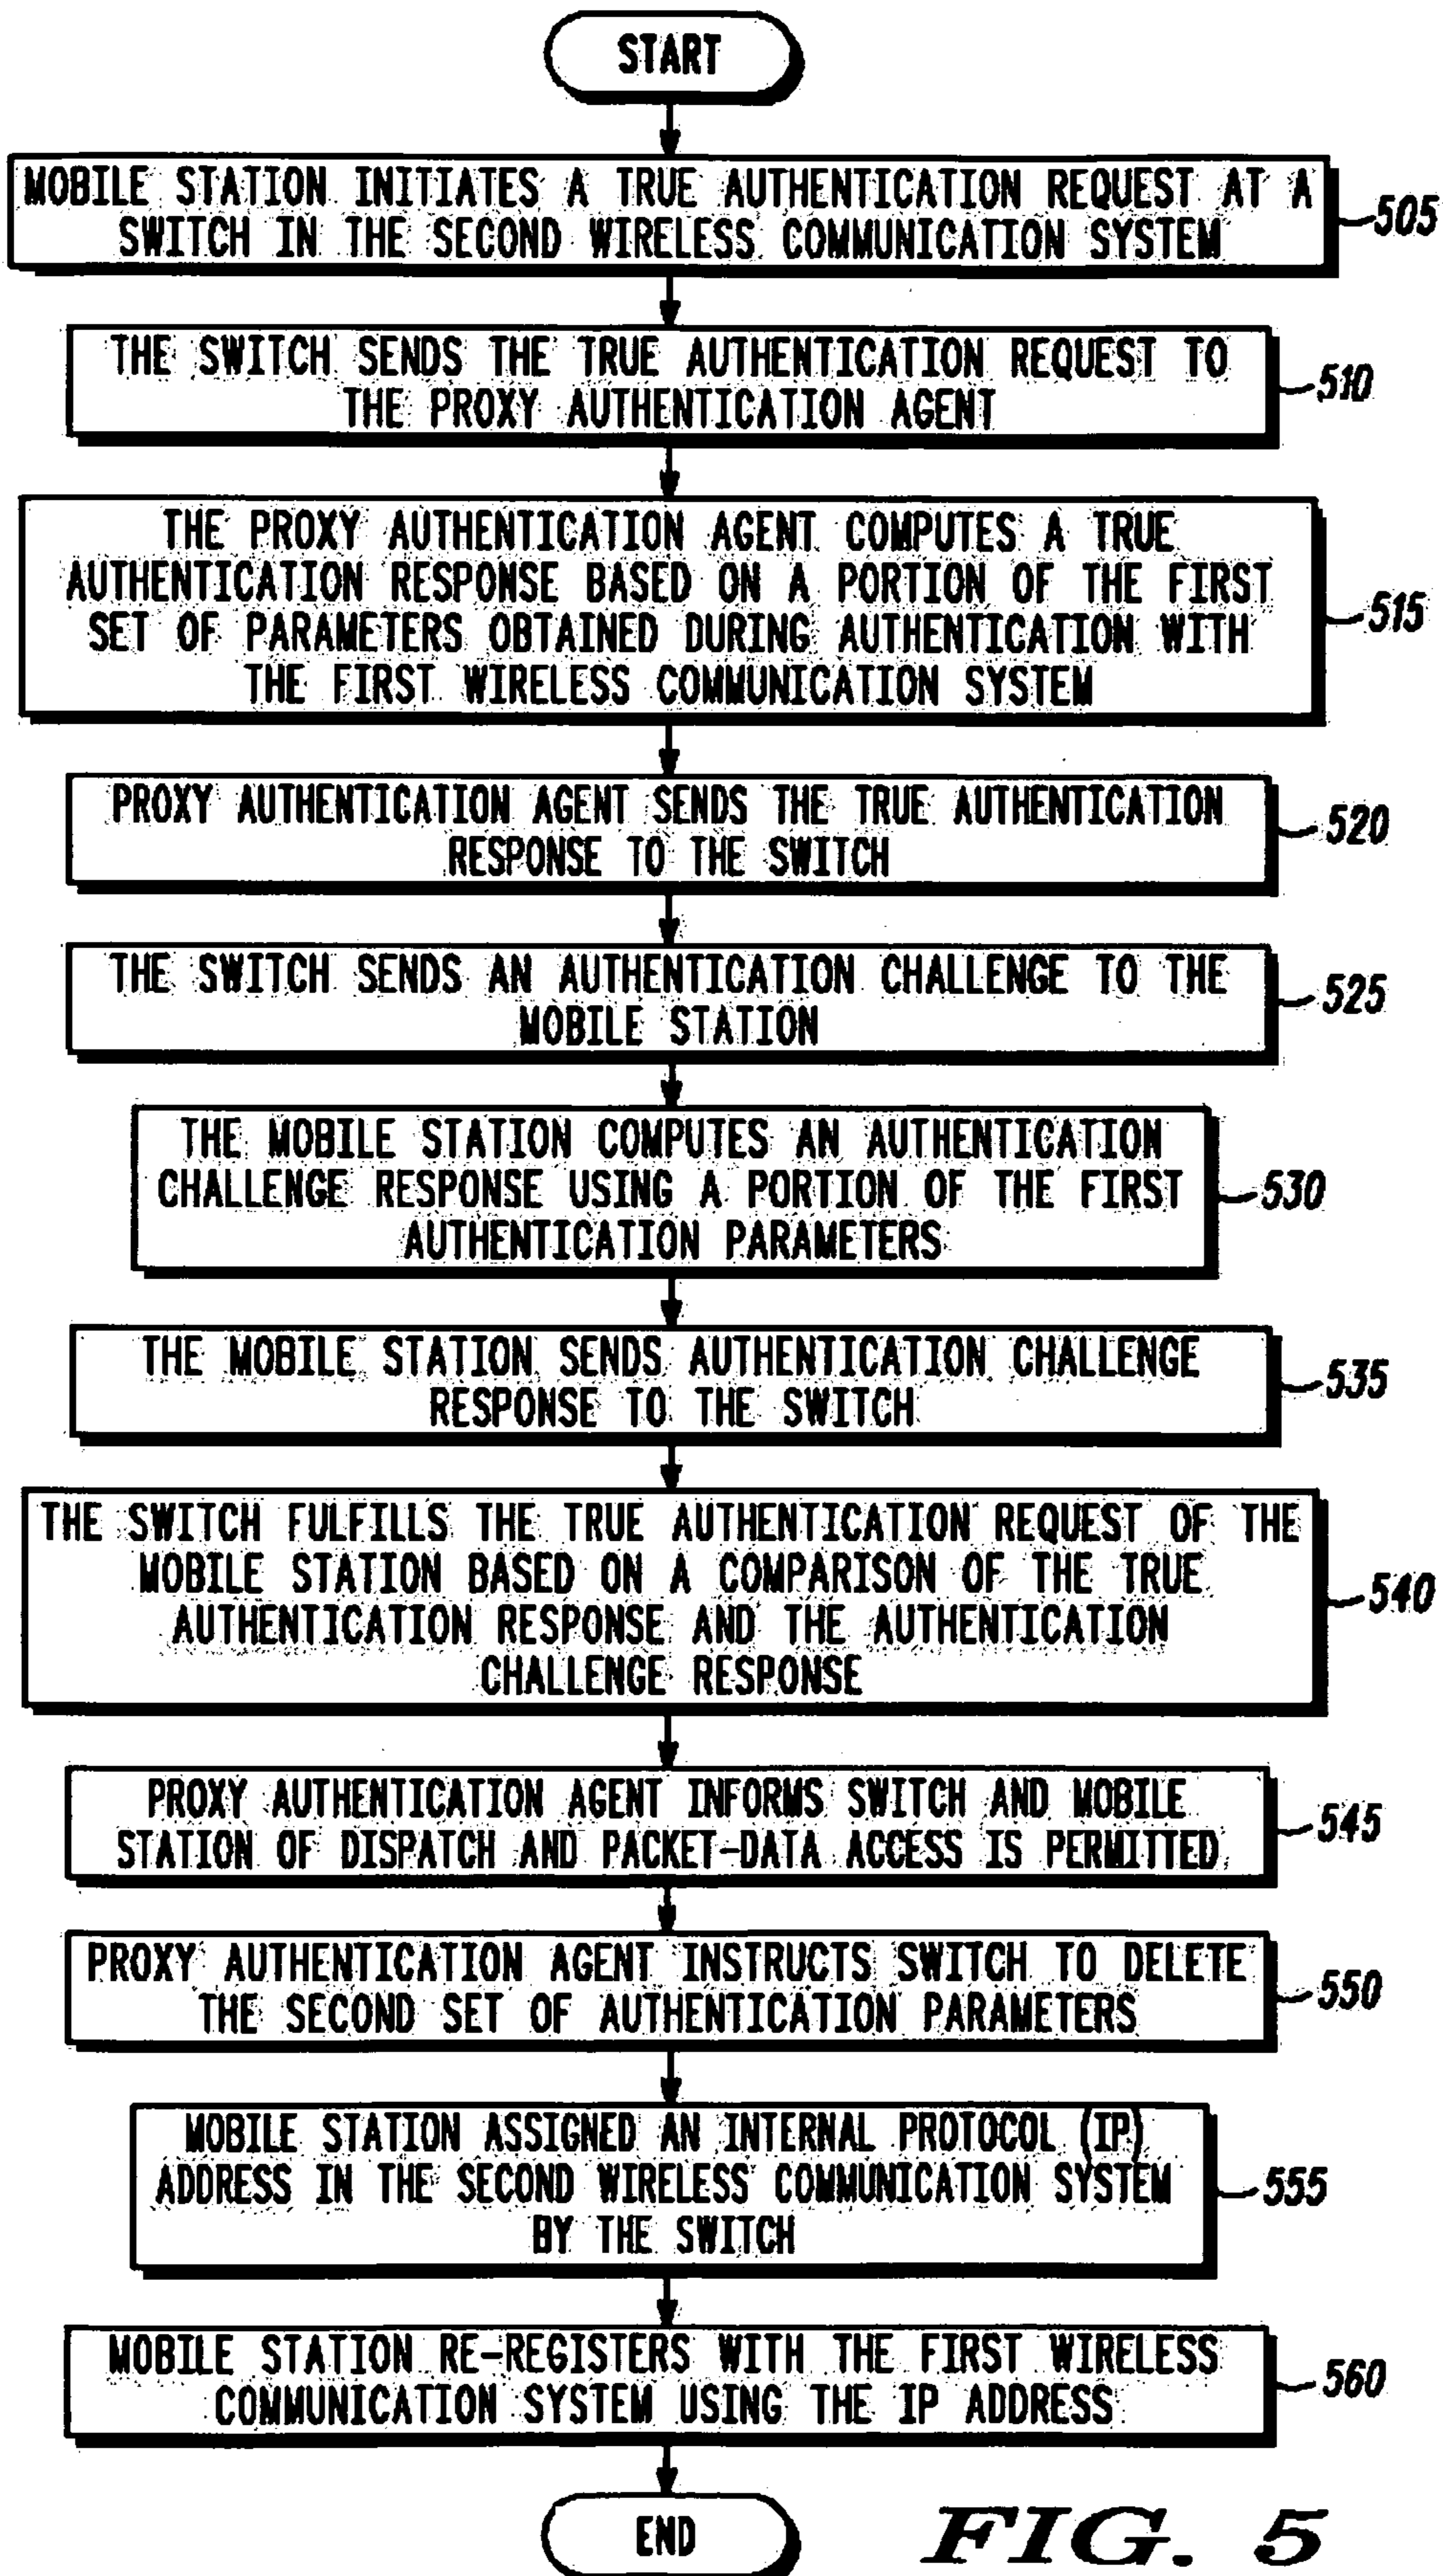 START
MOBILE STATION INITIATES A TRUE AUTHENTICATION REQUEST AT A
SWITCH IN THE SECOND WIRELESS COMMUNICATION SYSTEM
505
THE SWITCH SENDS THE TRUE AUTHENTICATION REQUEST TO
THE PROXY AUTHENTICATION AGENT
510
THE PROXY AUTHENTICATION AGENT COMPUTES A TRUE
AUTHENTICATION RESPONSE BASED ON A PORTION OF THE FIRST
SET OF PARAMETERS OBTAINED DURING AUTHENTICATION WITH
THE FIRST WIRELESS COMMUNICATION SYSTEM
515
PROXY AUTHENTICATION AGENT SENDS THE TRUE AUTHENTICATION
RESPONSE TO THE SWITCH
520
THE SWITCH SENDS AN AUTHENTICATION CHALLENGE TO THE
MOBILE STATION
525
THE MOBILE STATION COMPUTES AN AUTHENTICATION
CHALLENGE RESPONSE USING A PORTION OF THE FIRST
AUTHENTICATION PARAMETERS
530
THE MOBILE STATION SENDS AUTHENTICATION CHALLENGE
RESPONSE TO THE SWITCH
535
THE SWITCH FULFILLS THE TRUE AUTHENTICATION REQUEST OF THE
MOBILE STATION BASED ON A COMPARISON OF THE TRUE
AUTHENTICATION RESPONSE AND THE AUTHENTICATION
CHALLENGE RESPONSE
540
PROXY AUTHENTICATION AGENT INFORMS SWITCH AND MOBILE
STATION OF DISPATCH AND PACKET-DATA ACCESS IS PERMITTED
545
PROXY AUTHENTICATION AGENT INSTRUCTS SWITCH TO DELETE
THE SECOND SET OF AUTHENTICATION PARAMETERS
550
MOBILE STATION ASSIGNED AN INTERNAL PROTOCOL (IP)
ADDRESS IN THE SECOND WIRELESS COMMUNICATION SYSTEM
BY THE SWITCH
555
MOBILE STATION RE-REGISTERS WITH THE FIRST WIRELESS
COMMUNICATION SYSTEM USING THE IP ADDRESS
560
END
FIG. 5